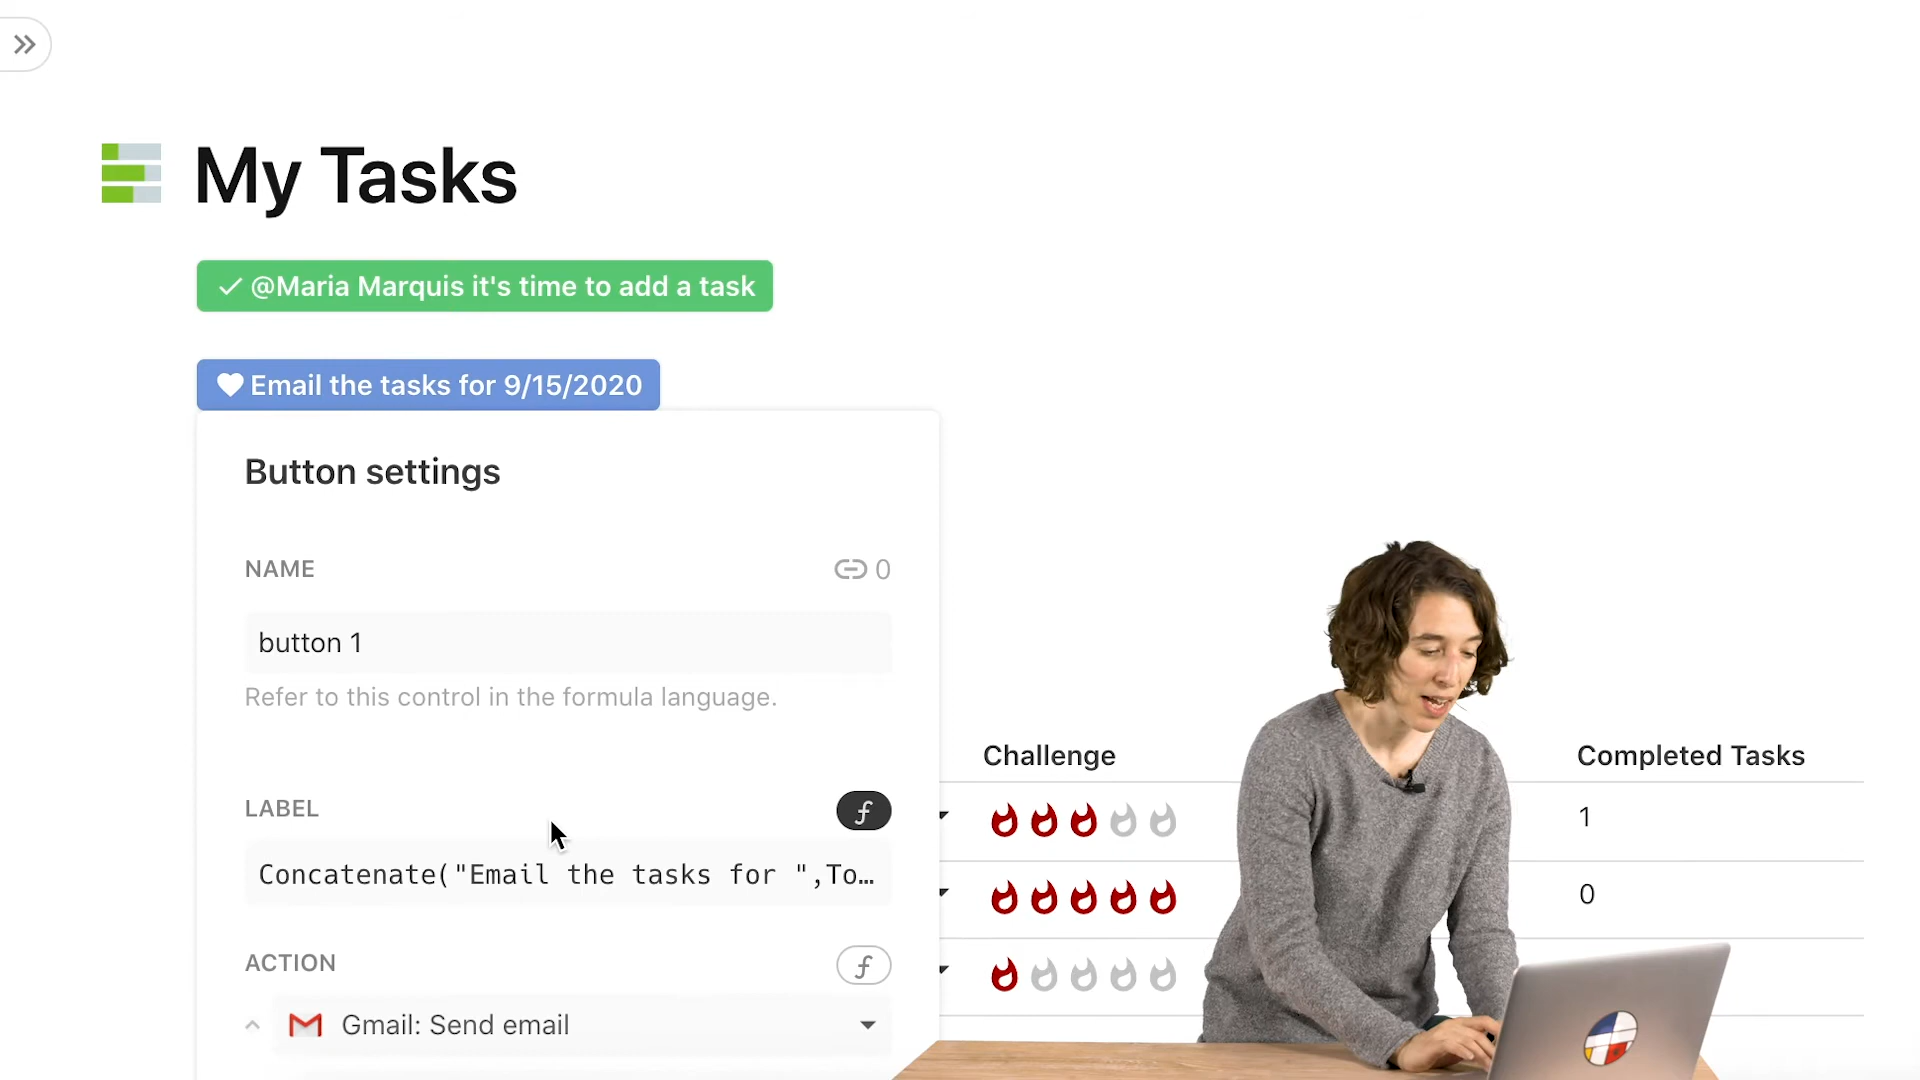 My Tasks
@Maria Marquis it's time to add a task
Email the tasks for 9/15/2020
Button settings
NAME
0
button 1
Refer to this control in the formula language.
LABEL
Concatenate("Email the tasks for ",To…
ACTION
Gmail: Send email
Challenge
Completed Tasks
1
0